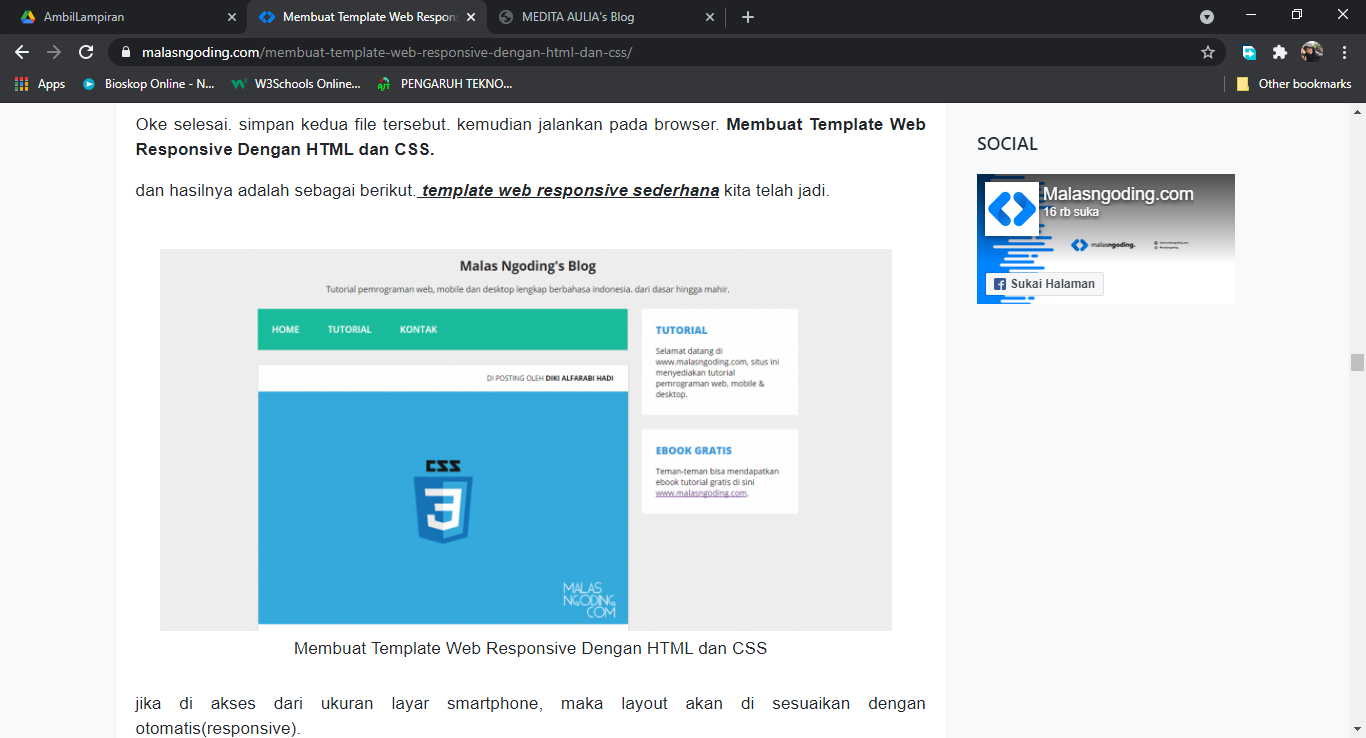 AmbilLampiran
Membuat Template Web Respon
MEDITA AULIA's Blog
malasngoding.com/membuat-template-web-responsive-dengan-html-dan-css/
Apps
Bioskop Online - N...
W3Schools Online...
PENGARUH TEKNO...
Other bookmarks
Oke selesai. simpan kedua file tersebut. kemudian jalankan pada browser. Membuat Template Web
Responsive Dengan HTML dan CSS.
dan hasilnya adalah sebagai berikut. template web responsive sederhana kita telah jadi.
Malas Ngoding's Blog
Tutorial pemrograman web, mobile dan desktop lengkap berbahasa indonesia. dari dasar hingga mahir.
HOME TUTORIAL KONTAK
DI POSTING OLEH DIKI ALFARABI HADI
CSS
3
MALAS
NGODING
COM
TUTORIAL
Selamat datang di
www.malasngoding.com, situs ini
menyediakan tutorial
pemrograman web, mobile &
desktop.
EBOOK GRATIS
Teman-teman bisa mendapatkan
ebook tutorial gratis di sini
www.malasngoding.com.
Membuat Template Web Responsive Dengan HTML dan CSS
jika di akses dari ukuran layar smartphone, maka layout akan di sesuaikan dengan
otomatis(responsive).
SOCIAL
Malasngoding.com
16 rb suka
malasngoding.
Sukai Halaman